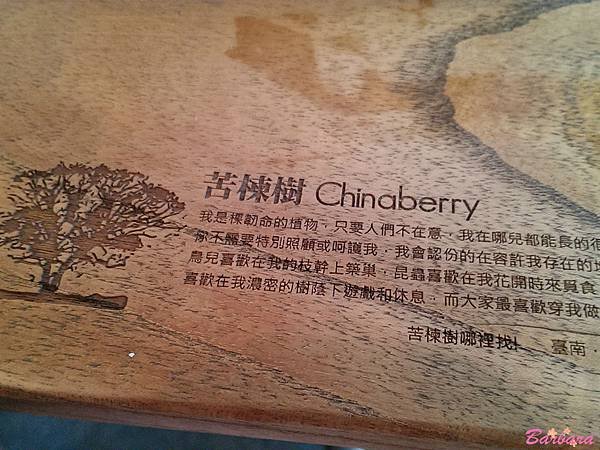 苦楝樹 Chinaberry
我是棵韌命的植物，只要人們不在意，我在哪兒都能長的很
你不需要特別照顧或呵護我，我會認份的在容許我存在的地
鳥兒喜歡在我的枝幹上築巢，昆蟲喜歡在我花開時來覓食
喜歡在我濃密的樹蔭下遊戲和休息，而大家最喜歡穿我做
苦楝樹哪裡找! 臺南．
Barbara